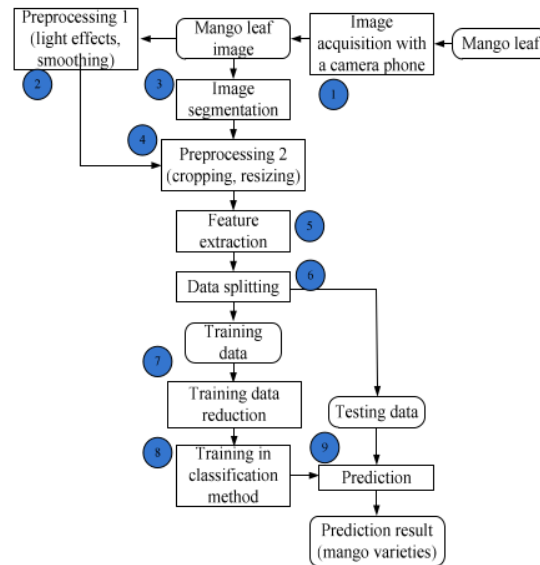 Preprocessing 1
(light effects,
smoothing)
2
Mango leaf
image
Image
acquisition with
a camera phone
1
Mango leaf
3
Image
segmentation
4
Preprocessing 2
(cropping, resizing)
Feature
extraction
5
Data splitting
6
Training
data
7
Training data
reduction
Testing data
8
Training in
classification
method
9
Prediction
Prediction result
(mango varieties)